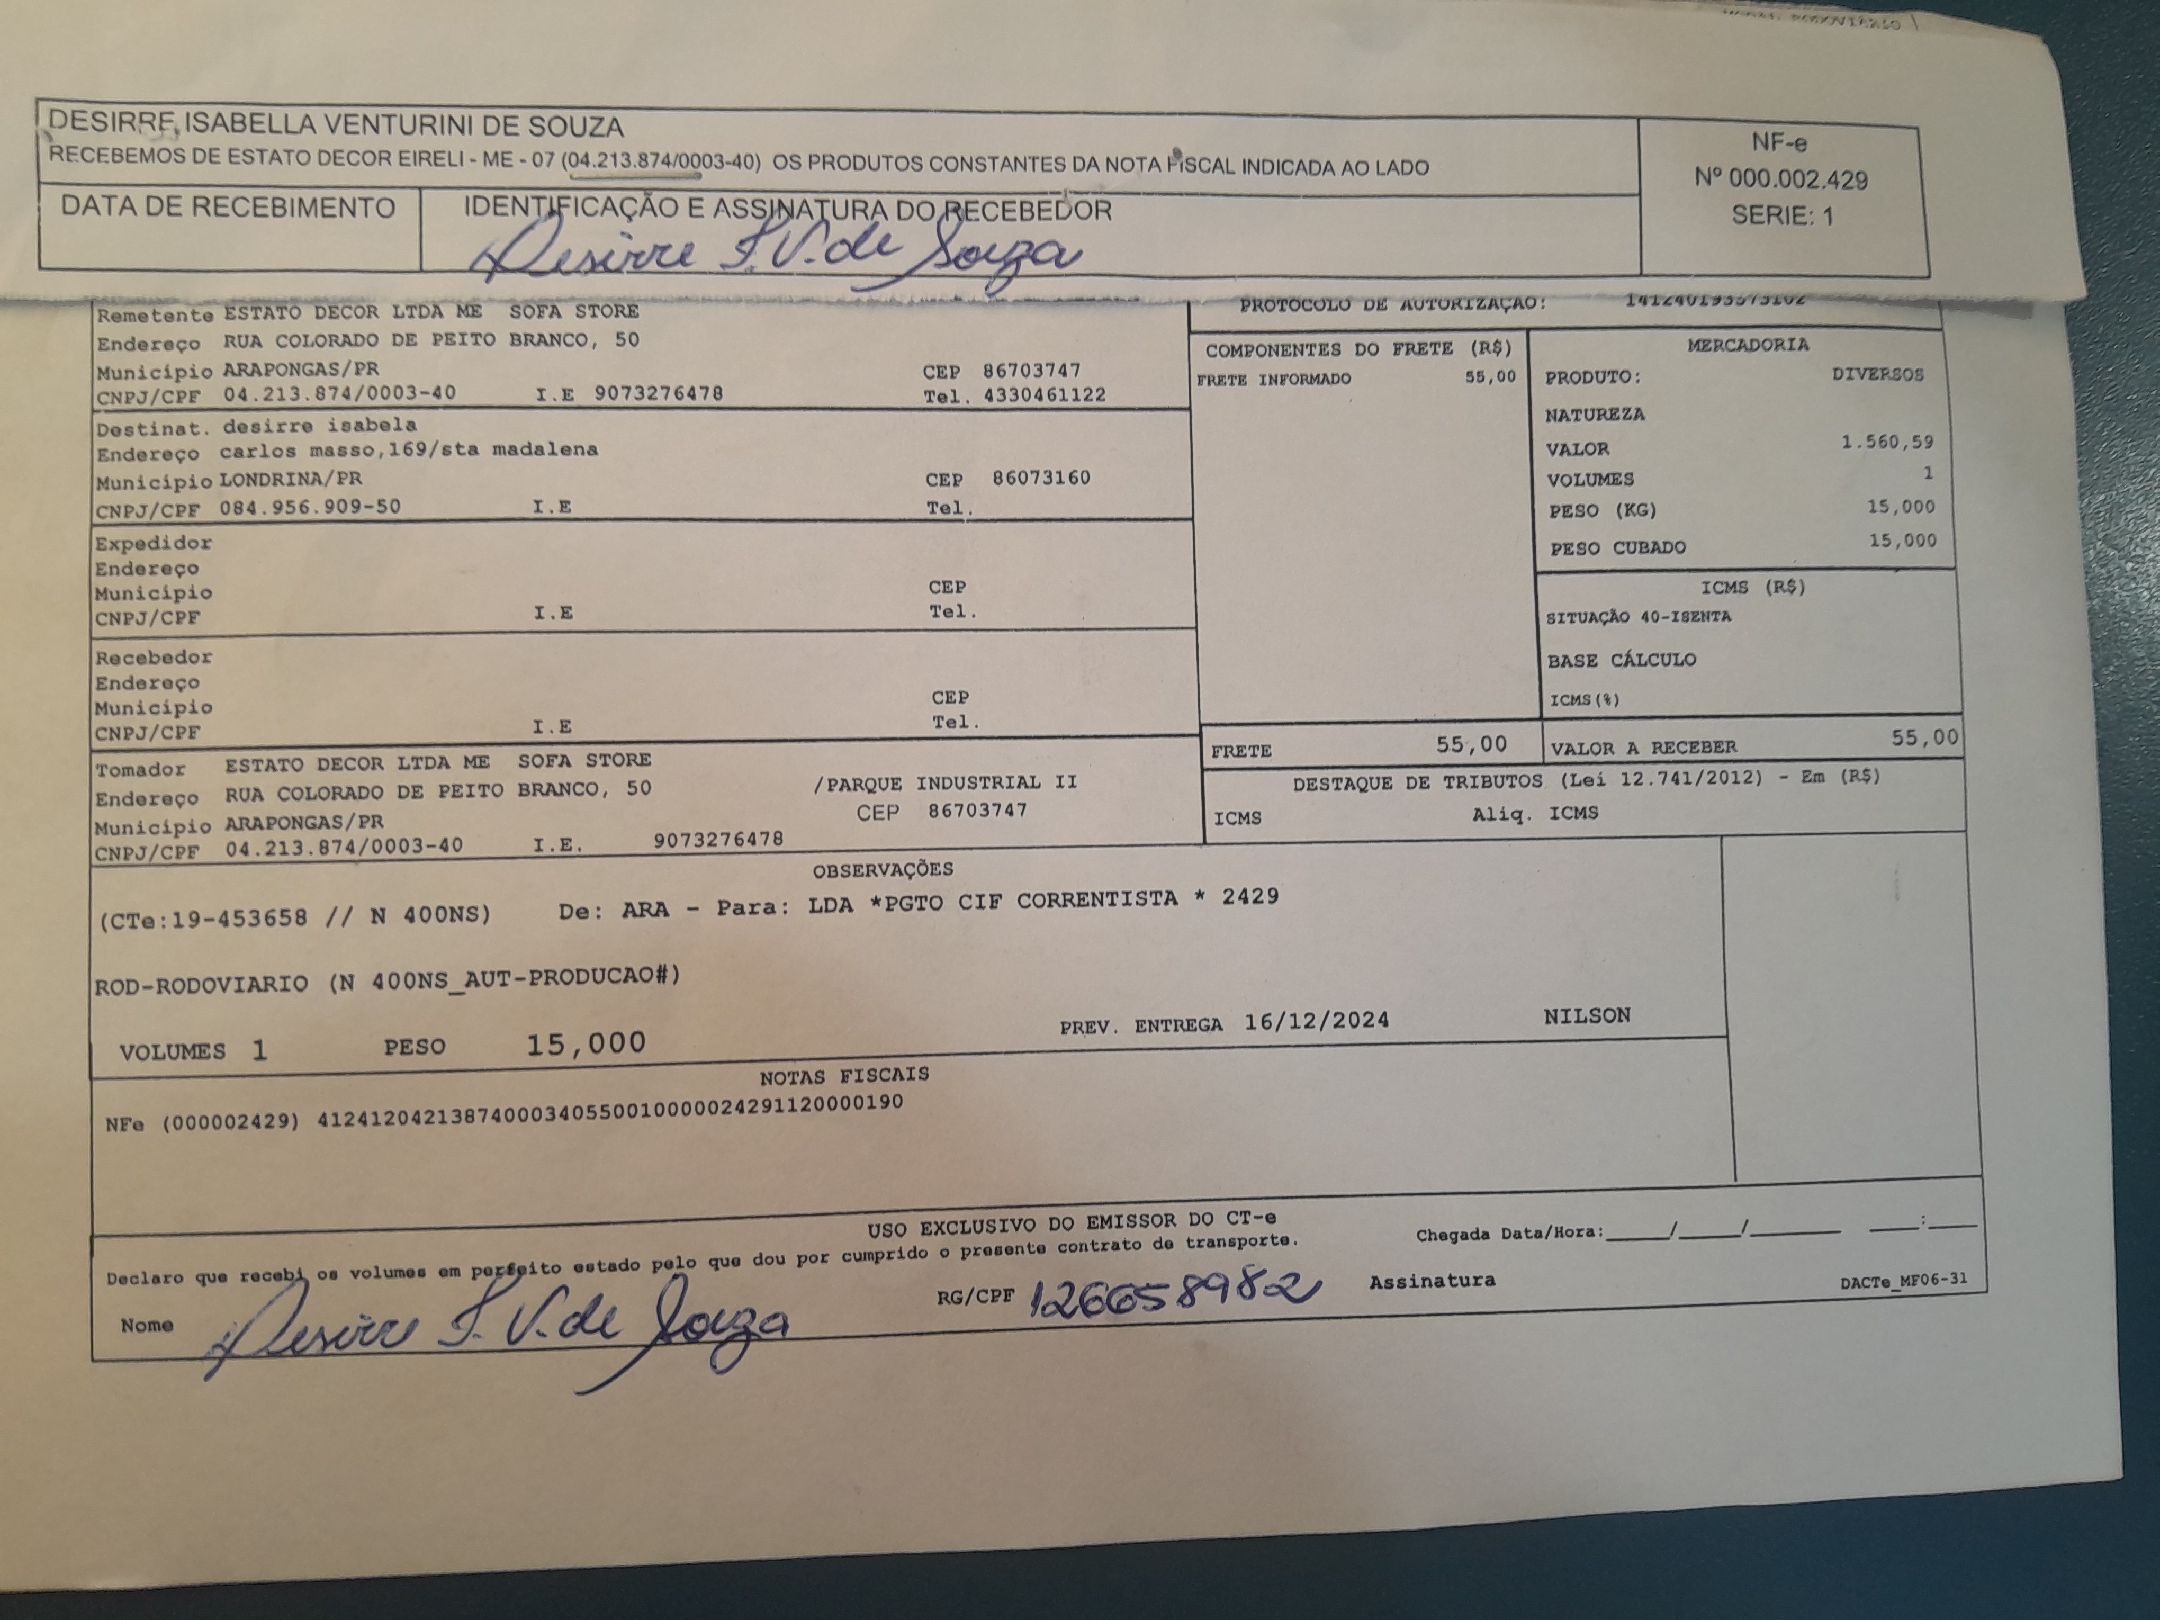 DESIRRE ISABELLA VENTURINI DE SOUZA
RECEBEMOS DE ESTATO DECOR EIRELI - ME - 07 (04.213.874/0003-40) OS PRODUTOS CONSTANTES DA NOTA FISCAL INDICADA AO LADO
NF-e
Nº 000.002.429
SERIE: 1
DATA DE RECEBIMENTO
IDENTIFICAÇÃO E ASSINATURA DO RECEBEDOR
Desirre I. V. de Souza
PROTOCOLO DE AUTORIZAÇÃO: 141240193573102
Remetente ESTATO DECOR LTDA ME SOFA STORE
Endereço RUA COLORADO DE PEITO BRANCO, 50
Município ARAPONGAS/PR CEP 86703747
CNPJ/CPF 04.213.874/0003-40 I.E 9073276478 Tel. 4330461122
Destinat. desirre isabela
Endereço carlos masso,169/sta madalena
Município LONDRINA/PR CEP 86073160
CNPJ/CPF 084.956.909-50 I.E Tel.
Expedidor
Endereço
Município CEP
CNPJ/CPF I.E Tel.
Recebedor
Endereço
Município CEP
CNPJ/CPF I.E Tel.
Tomador ESTATO DECOR LTDA ME SOFA STORE
Endereço RUA COLORADO DE PEITO BRANCO, 50 /PARQUE INDUSTRIAL II
Município ARAPONGAS/PR CEP 86703747
CNPJ/CPF 04.213.874/0003-40 I.E. 9073276478
COMPONENTES DO FRETE (R$)
FRETE INFORMADO 55,00
MERCADORIA
PRODUTO: DIVERSOS
NATUREZA
VALOR 1.560,59
VOLUMES 1
PESO (KG) 15,000
PESO CUBADO 15,000
ICMS (R$)
SITUAÇÃO 40-ISENTA
BASE CÁLCULO
ICMS(%)
FRETE 55,00
VALOR A RECEBER 55,00
DESTAQUE DE TRIBUTOS (Lei 12.741/2012) - Em (R$)
ICMS Aliq. ICMS
OBSERVAÇÕES
(CTe:19-453658 // N 400NS) De: ARA - Para: LDA *PGTO CIF CORRENTISTA * 2429
ROD-RODOVIARIO (N 400NS_AUT-PRODUCAO#)
VOLUMES 1 PESO 15,000 PREV. ENTREGA 16/12/2024 NILSON
NOTAS FISCAIS
NFe (000002429) 41241204213874000340550010000024291120000190
USO EXCLUSIVO DO EMISSOR DO CT-e
Declaro que recebi os volumes em perfeito estado pelo que dou por cumprido o presente contrato de transporte.
Chegada Data/Hora:_____/_____/________ ____:____
Nome Desirre I. V. de Souza RG/CPF 126658982 Assinatura
DACTe_MF06-31